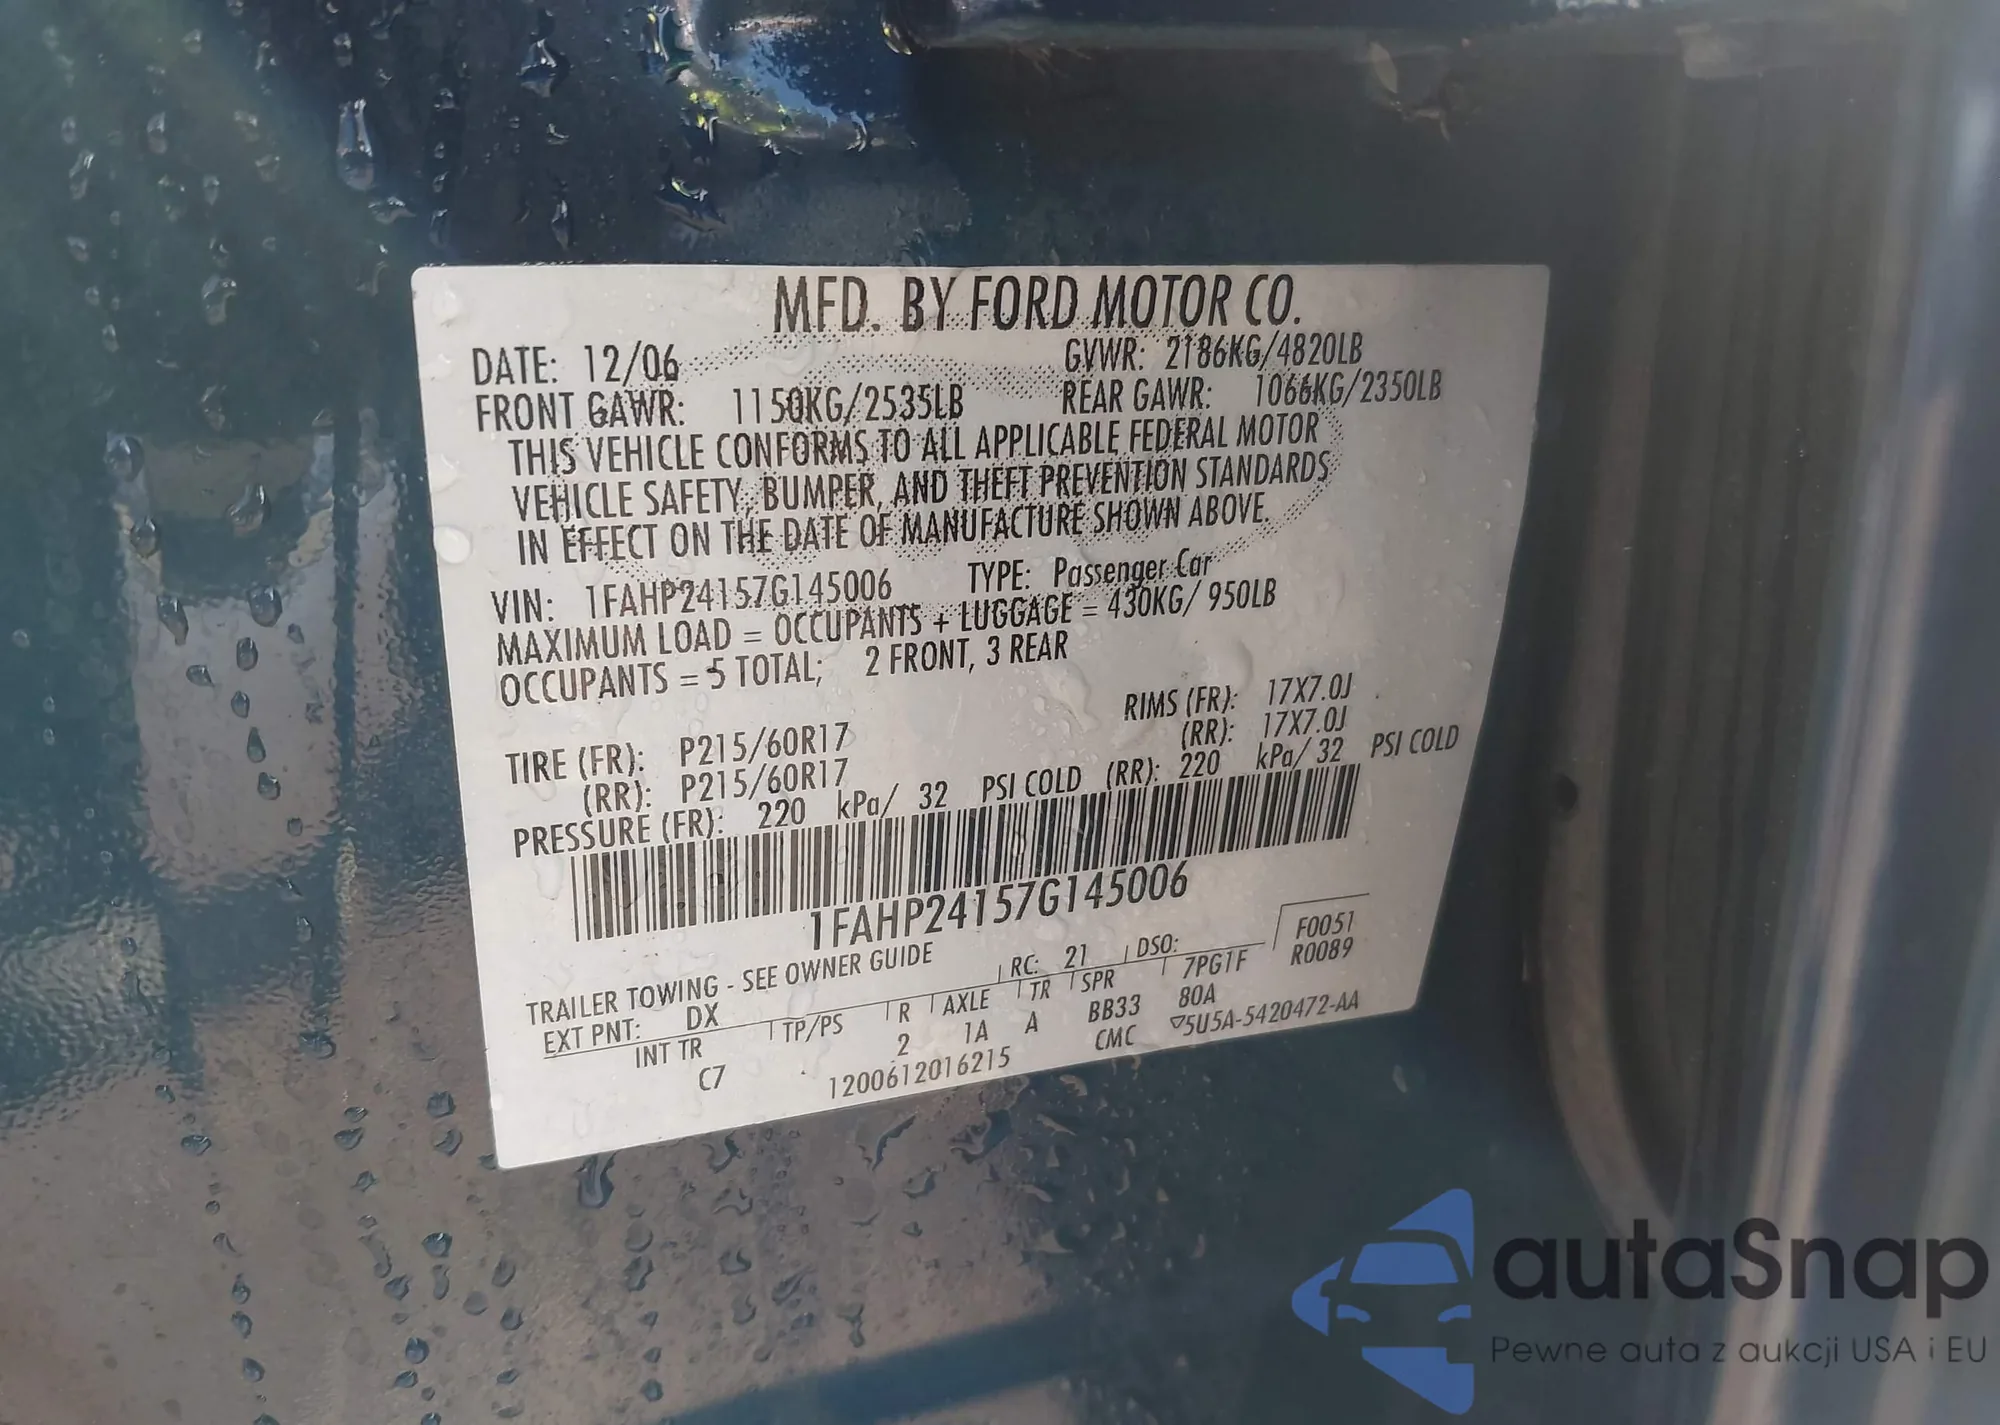 MFD. BY FORD MOTOR CO.
DATE: 12/06 GVWR: 2186KG/4820LB
FRONT GAWR: 1150KG/2535LB REAR GAWR: 1066KG/2350LB
THIS VEHICLE CONFORMS TO ALL APPLICABLE FEDERAL MOTOR
VEHICLE SAFETY, BUMPER, AND THEFT PREVENTION STANDARDS
IN EFFECT ON THE DATE OF MANUFACTURE SHOWN ABOVE.
VIN: 1FAHP24157G145006 TYPE: Passenger Car
MAXIMUM LOAD = OCCUPANTS + LUGGAGE = 430KG/ 950LB
OCCUPANTS = 5 TOTAL; 2 FRONT, 3 REAR
RIMS (FR): 17X7.0J
TIRE (FR): P215/60R17 (RR): 17X7.0J
(RR): P215/60R17
PRESSURE (FR): 220 kPa/ 32 PSI COLD (RR): 220 kPa/ 32 PSI COLD
1FAHP24157G145006
TRAILER TOWING - SEE OWNER GUIDE
EXT PNT: DX RC: 21 DSO: F0051
INT TR TP/PS R AXLE TR SPR 7PG1F R0089
C7 2 1A A BB33 80A
1200612016215 CMC ▽5U5A-5420472-AA
autoSnap
Pewne auta z aukcji USA i EU